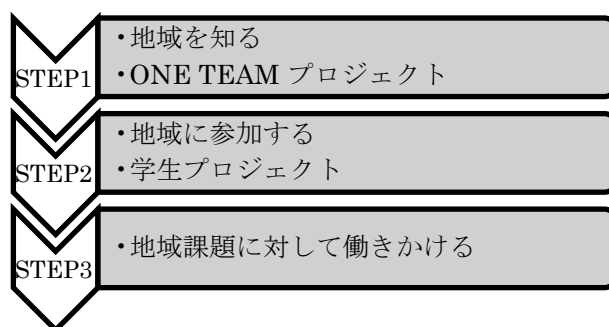 STEP1
・地域を知る
・ONE TEAM プロジェクト
STEP2
・地域に参加する
・学生プロジェクト
STEP3
・地域課題に対して働きかける